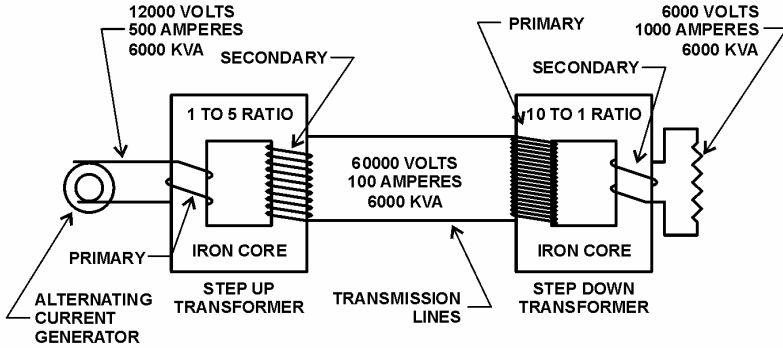 12000 VOLTS
500 AMPERES
6000 KVA
SECONDARY
PRIMARY
6000 VOLTS
1000 AMPERES
6000 KVA
SECONDARY
1 TO 5 RATIO
10 TO 1 RATIO
60000 VOLTS
100 AMPERES
6000 KVA
PRIMARY
IRON CORE
IRON CORE
ALTERNATING
CURRENT
GENERATOR
STEP UP
TRANSFORMER
TRANSMISSION
LINES
STEP DOWN
TRANSFORMER